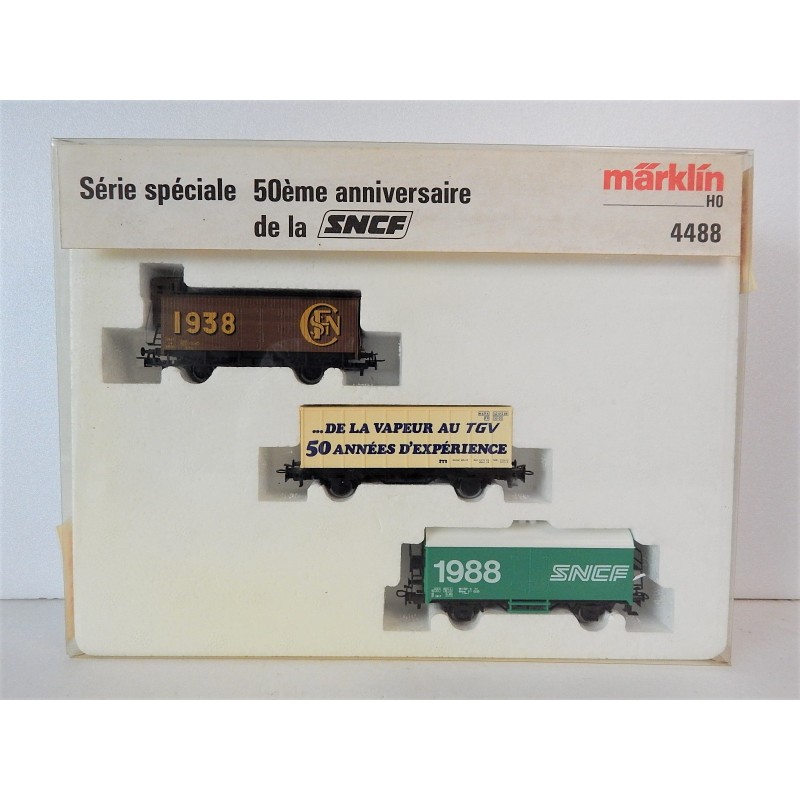 Série spéciale 50ème anniversaire
de la SNCF
märklin
H0
4488
1938 SNCF
...DE LA VAPEUR AU TGV
50 ANNÉES D'EXPÉRIENCE
m
1988 SNCF